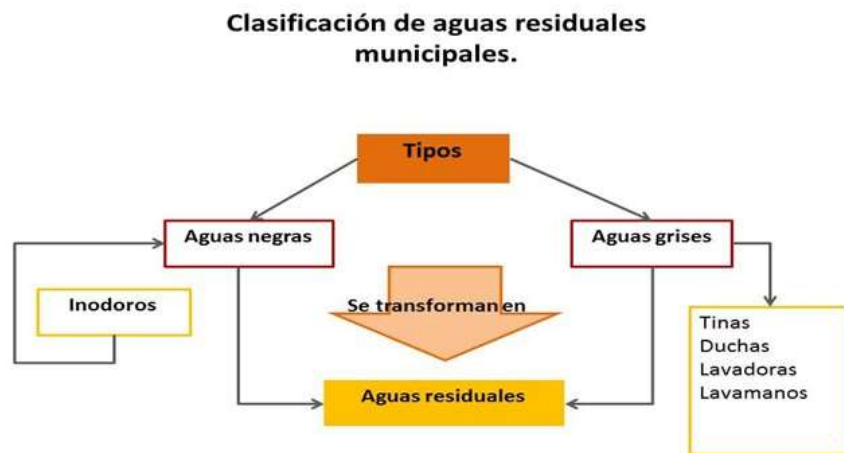 Clasificación de aguas residuales
municipales.
Tipos
Aguas negras
Aguas grises
Inodoros
Se transforman en
Tinas
Duchas
Lavadoras
Lavamanos
Aguas residuales